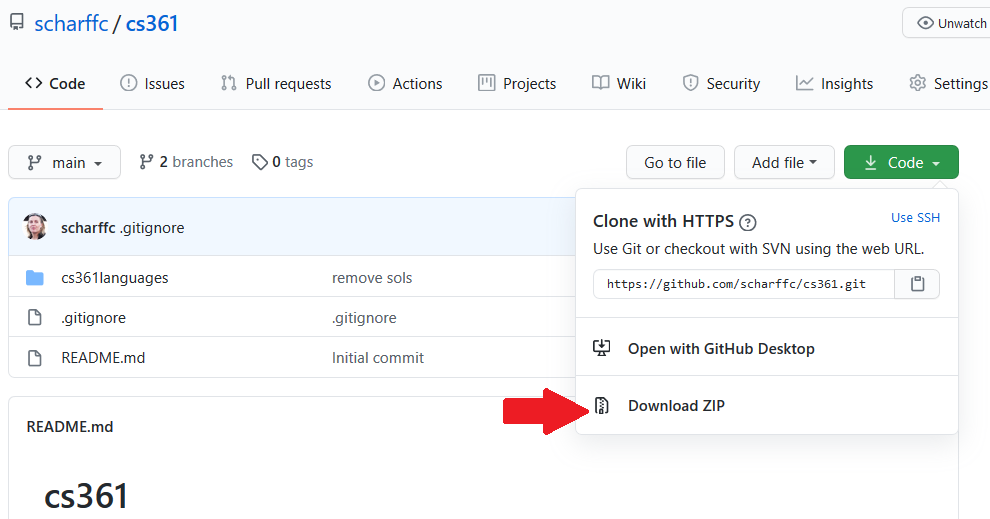 scharffc / cs361
Unwatch
Code Issues Pull requests Actions Projects Wiki Security Insights Settings
main 2 branches 0 tags Go to file Add file Code
scharffc .gitignore
cs361languages remove sols
.gitignore .gitignore
README.md Initial commit
Clone with HTTPS ? Use SSH
Use Git or checkout with SVN using the web URL.
https://github.com/scharffc/cs361.git
Open with GitHub Desktop
Download ZIP
README.md
cs361